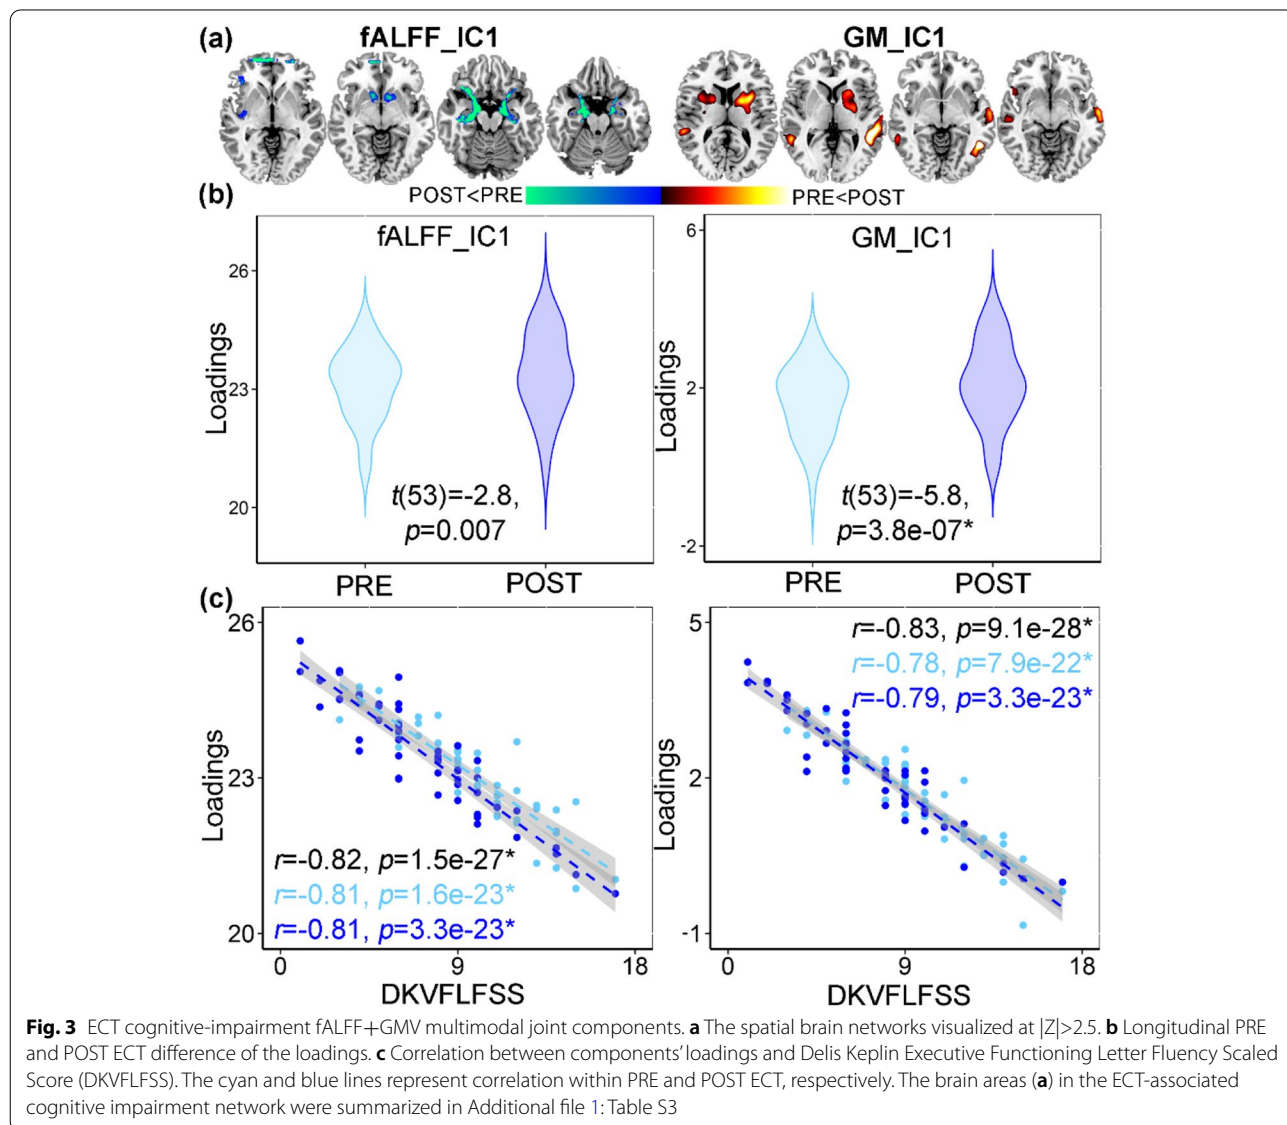 (a)
fALFF_IC1
GM_IC1
POST<PRE
PRE<POST
(b)
fALFF_IC1
26
23
20
Loadings
t(53)=-2.8,
p=0.007
PRE
POST
GM_IC1
6
2
-2
Loadings
t(53)=-5.8,
p=3.8e-07*
PRE
POST
(c)
26
23
20
Loadings
r=-0.82, p=1.5e-27*
r=-0.81, p=1.6e-23*
r=-0.81, p=3.3e-23*
0
9
18
DKVFLFSS
5
2
-1
Loadings
r=-0.83, p=9.1e-28*
r=-0.78, p=7.9e-22*
r=-0.79, p=3.3e-23*
0
9
18
DKVFLFSS
Fig. 3 ECT cognitive-impairment fALFF+GMV multimodal joint components. a The spatial brain networks visualized at |Z|>2.5. b Longitudinal PRE
and POST ECT difference of the loadings. c Correlation between components' loadings and Delis Keplin Executive Functioning Letter Fluency Scaled
Score (DKVFLFSS). The cyan and blue lines represent correlation within PRE and POST ECT, respectively. The brain areas (a) in the ECT-associated
cognitive impairment network were summarized in Additional file 1: Table S3